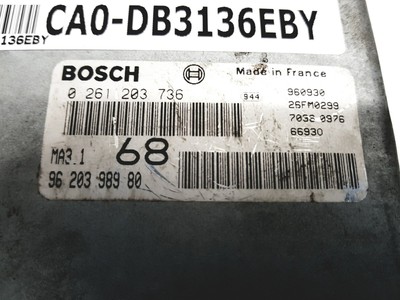 CA0-DB3136EBY
136EBY
BOSCH Made in France
0 261 203 736 944 960930
26FM0299
7032 0976
66930
MA3.1 68
96 203 989 80